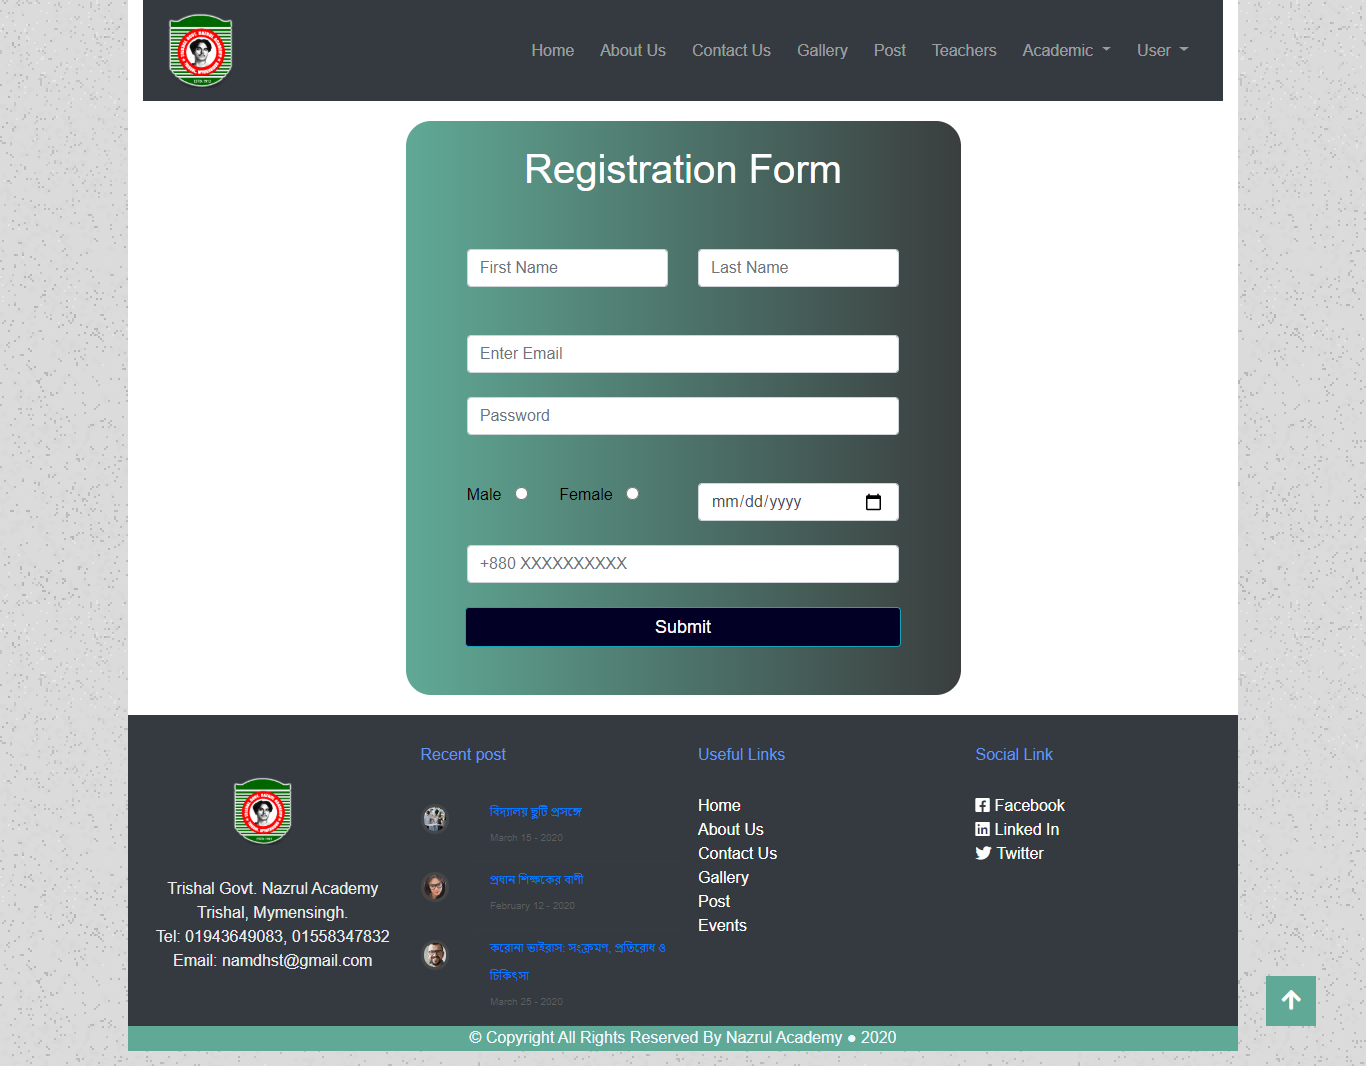 Home About Us Contact Us Gallery Post Teachers Academic User
Registration Form
First Name Last Name
Enter Email
Password
Male Female mm/dd/yyyy
+880 XXXXXXXXXX
Submit
Trishal Govt. Nazrul Academy
Trishal, Mymensingh.
Tel: 01943649083, 01558347832
Email: namdhst@gmail.com
Recent post
বিদ্যালয় ছুটি প্রসঙ্গে
March 15 - 2020
প্রধান শিক্ষকের বাণী
February 12 - 2020
করোনা ভাইরাস: সংক্রমণ, প্রতিরোধ ও
চিকিৎসা
March 25 - 2020
Useful Links
Home
About Us
Contact Us
Gallery
Post
Events
Social Link
Facebook
Linked In
Twitter
© Copyright All Rights Reserved By Nazrul Academy ● 2020